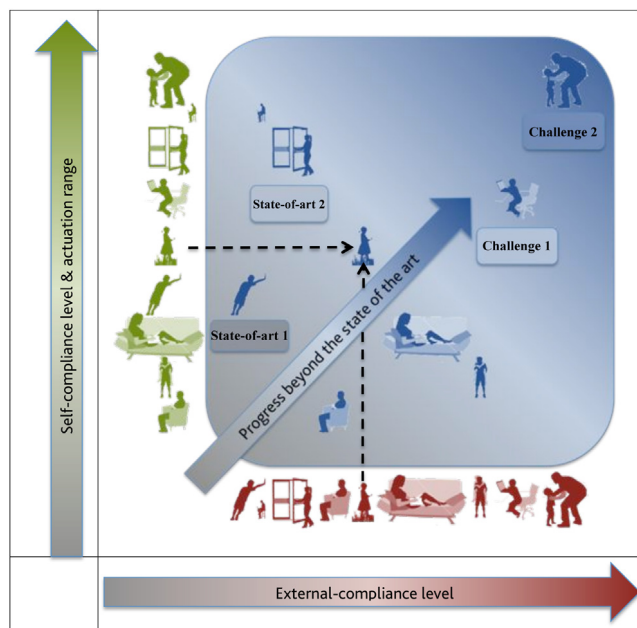 Self-compliance level & actuation range
Challenge 2
State-of-art 2
Challenge 1
State-of-art 1
Progress beyond the state of the art
External-compliance level